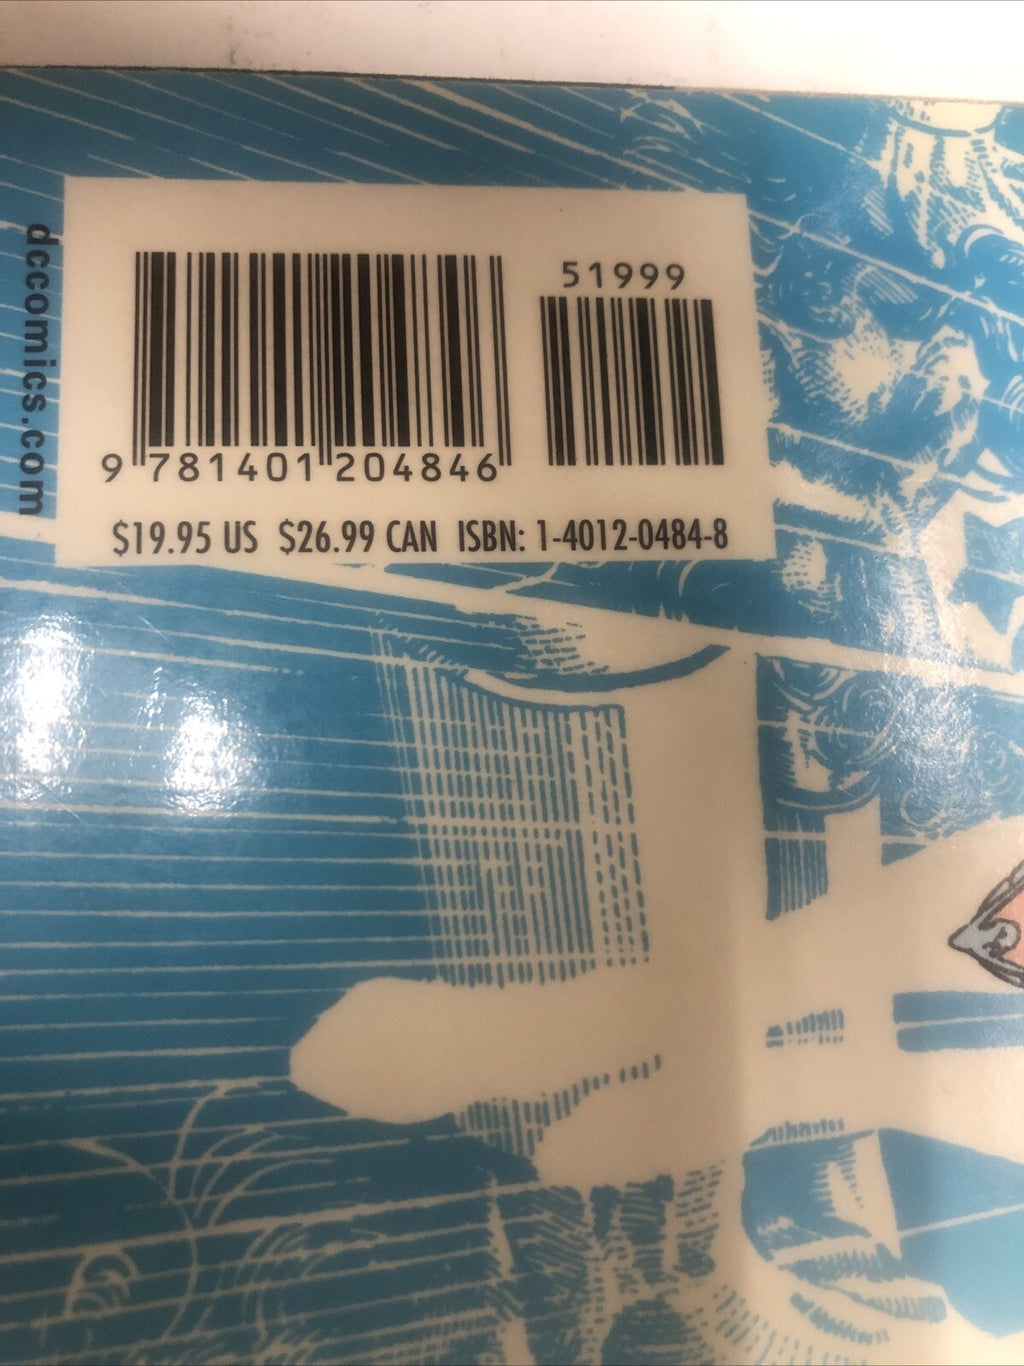 dccomics.com
51999
9 781401 204846
$19.95 US $26.99 CAN ISBN: 1-4012-0484-8